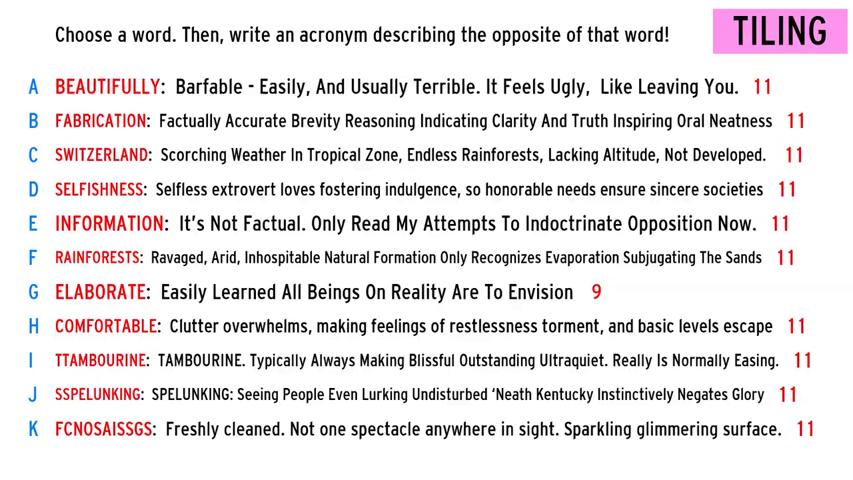 Choose a word. Then, write an acronym describing the opposite of that word!
TILING
A BEAUTIFULLY: Barfable - Easily, And Usually Terrible. It Feels Ugly, Like Leaving You. 11
B FABRICATION: Factually Accurate Brevity Reasoning Indicating Clarity And Truth Inspiring Oral Neatness 11
C SWITZERLAND: Scorching Weather In Tropical Zone, Endless Rainforests, Lacking Altitude, Not Developed. 11
D SELFISHNESS: Selfless extrovert loves fostering indulgence, so honorable needs ensure sincere societies 11
E INFORMATION: It's Not Factual. Only Read My Attempts To Indoctrinate Opposition Now. 11
F RAINFORESTS: Ravaged, Arid, Inhospitable Natural Formation Only Recognizes Evaporation Subjugating The Sands 11
G ELABORATE: Easily Learned All Beings On Reality Are To Envision 9
H COMFORTABLE: Clutter overwhelms, making feelings of restlessness torment, and basic levels escape 11
I TTAMBOURINE: TAMBOURINE. Typically Always Making Blissful Outstanding Ultraquiet. Really Is Normally Easing. 11
J SSPELUNKING: SPELUNKING: Seeing People Even Lurking Undisturbed 'Neath Kentucky Instinctively Negates Glory 11
K FCNOSAISSGS: Freshly cleaned. Not one spectacle anywhere in sight. Sparkling glimmering surface. 11